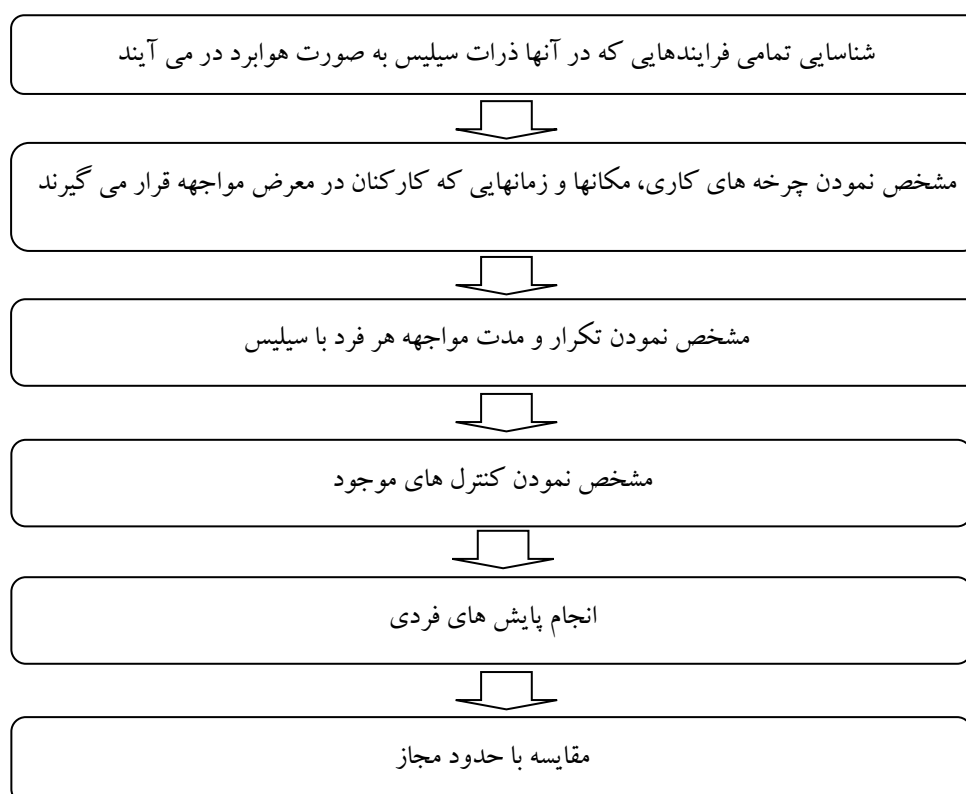 شناسایی تمامی فرایندهایی که در آنها ذرات سیلیس به صورت هوابرد در می آیند
مشخص نمودن چرخه های کاری، مکانها و زمانهایی که کارکنان در معرض مواجهه قرار می گیرند
مشخص نمودن تکرار و مدت مواجهه هر فرد با سیلیس
مشخص نمودن کنترل های موجود
انجام پایش های فردی
مقایسه با حدود مجاز